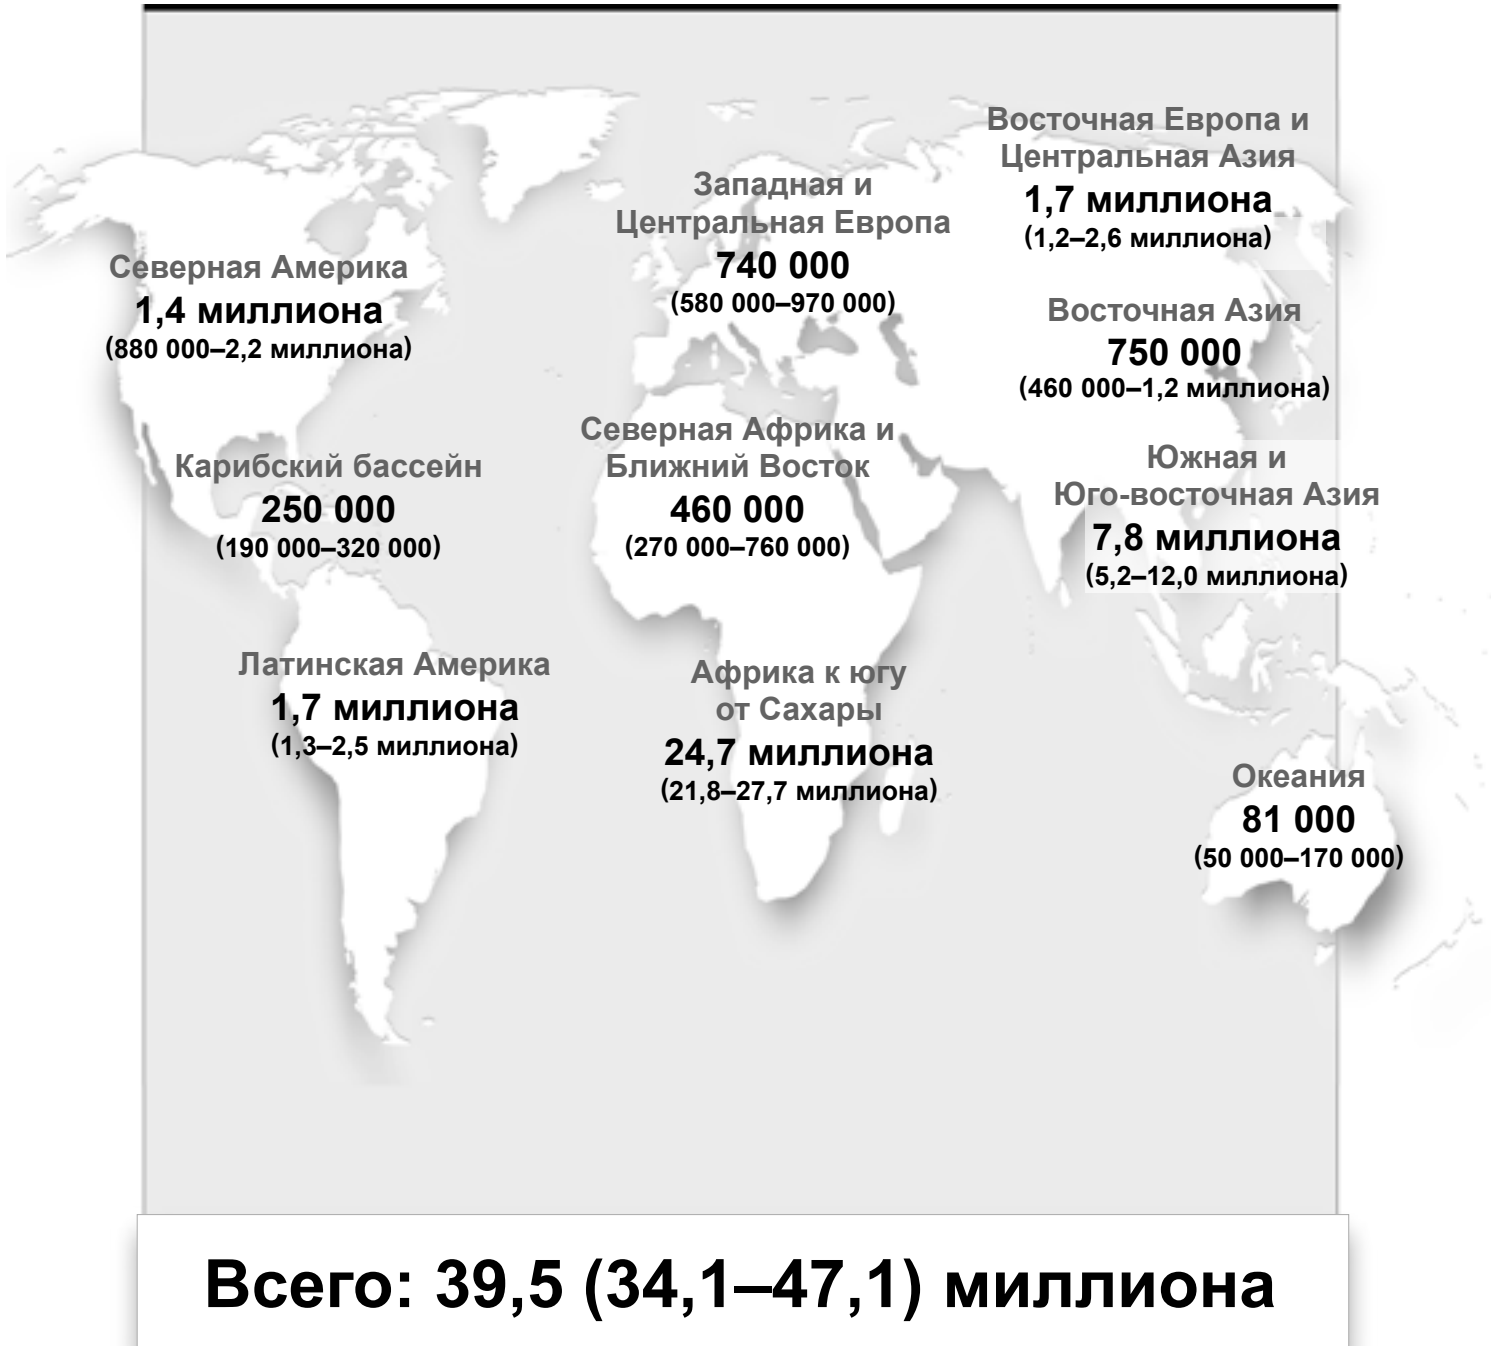 Восточная Европа и
Центральная Азия
1,7 миллиона
(1,2–2,6 миллиона)
Западная и
Центральная Европа
740 000
(580 000–970 000)
Северная Америка
1,4 миллиона
(880 000–2,2 миллиона)
Восточная Азия
750 000
(460 000–1,2 миллиона)
Северная Африка и
Ближний Восток
460 000
(270 000–760 000)
Карибский бассейн
250 000
(190 000–320 000)
Южная и
Юго-восточная Азия
7,8 миллиона
(5,2–12,0 миллиона)
Латинская Америка
1,7 миллиона
(1,3–2,5 миллиона)
Африка к югу
от Сахары
24,7 миллиона
(21,8–27,7 миллиона)
Океания
81 000
(50 000–170 000)
Всего: 39,5 (34,1–47,1) миллиона